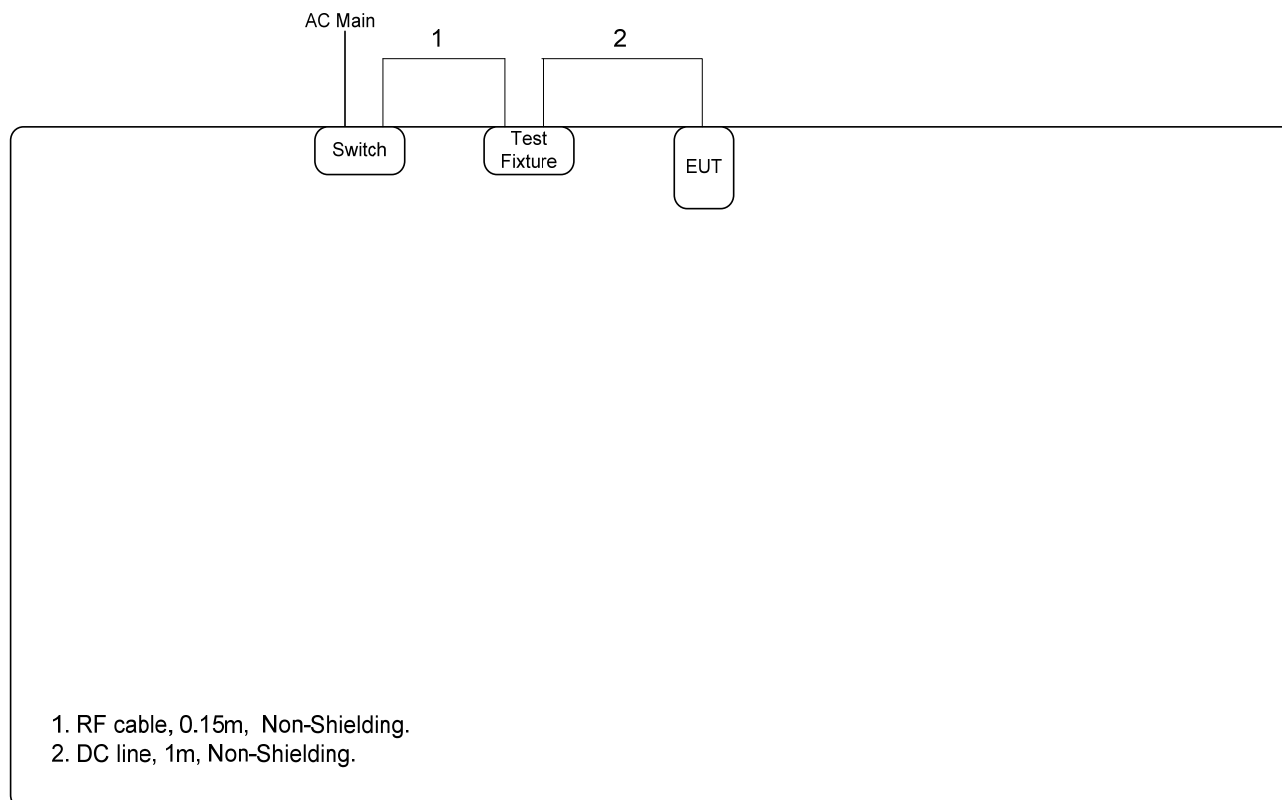 AC Main
1
2
Switch
Test
Fixture
EUT
1. RF cable, 0.15m, Non-Shielding.
2. DC line, 1m, Non-Shielding.